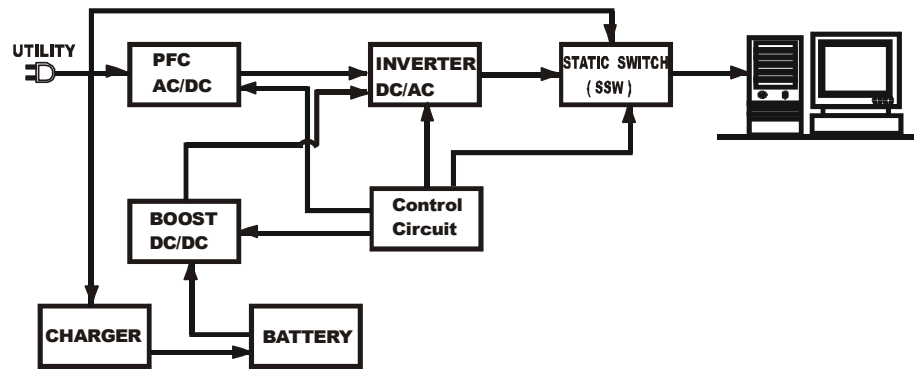 UTILITY
PFC
AC/DC
INVERTER
DC/AC
STATIC SWITCH
( SSW )
BOOST
DC/DC
Control
Circuit
CHARGER
BATTERY